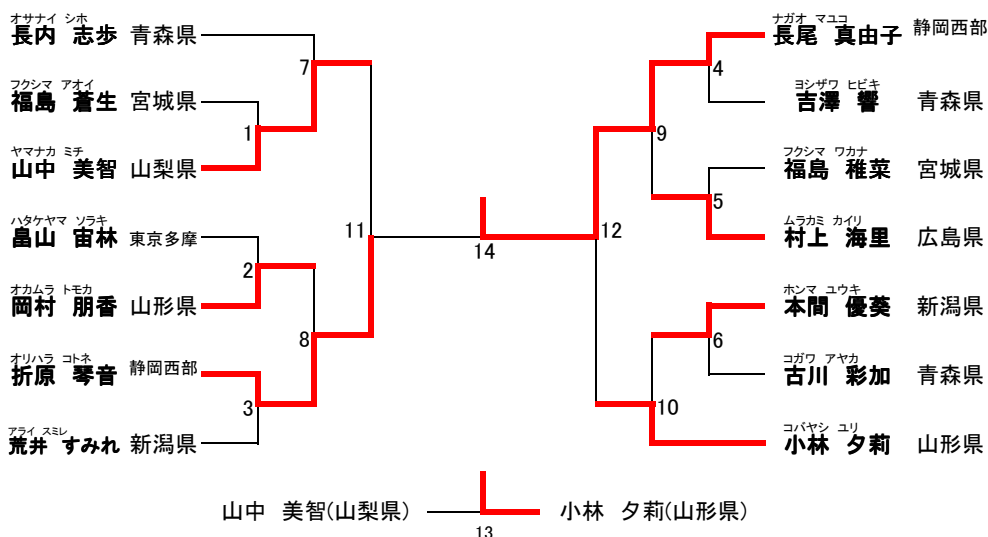 オサナイ シホ
長内 志歩 青森県
フクシマ アオイ
福島 蒼生 宮城県
ヤマナカ ミチ
山中 美智 山梨県
ハタケヤマ ソラキ
畠山 宙林 東京多摩
オカムラ トモカ
岡村 朋香 山形県
オリハラ コトネ
折原 琴音 静岡西部
アライ スミレ
荒井 すみれ 新潟県
7
1
2
8
3
11
14
12
ナガオ マユコ
長尾 真由子 静岡西部
ヨシザワ ヒビキ
吉澤 響 青森県
フクシマ ワカナ
福島 稚菜 宮城県
ムラカミ カイリ
村上 海里 広島県
ホンマ ユウキ
本間 優葵 新潟県
コガワ アヤカ
古川 彩加 青森県
コバヤシ ユリ
小林 夕莉 山形県
4
9
5
6
10
山中 美智(山梨県) 小林 夕莉(山形県)
13